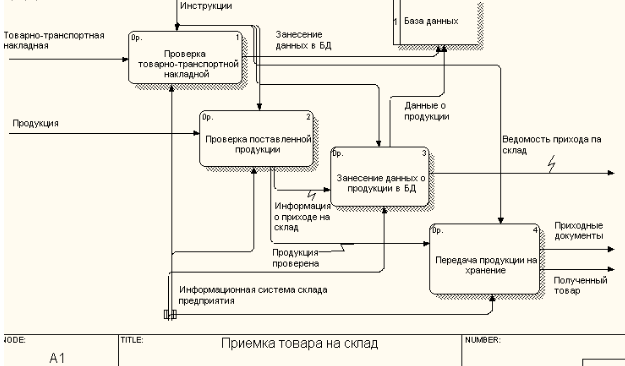 Инструкции
Товарно-транспортная
накладная
0р.
1
Проверка
товарно-транспортной
накладной
Занесение
данных в БД
1
База данных
Продукция
0р.
2
Проверка поставленной
продукции
Данные о
продукции
0р.
3
Занесение данных о
продукции в БД
Ведомость прихода па
склад
Информация
о приходе на
склад
Продукция
проверена
0р.
4
Передача продукции на
хранение
Приходные
документы
Полученный
товар
Информационная система склада
предприятия
NODE:
A1
TITLE:
Приемка товара на склад
NUMBER: